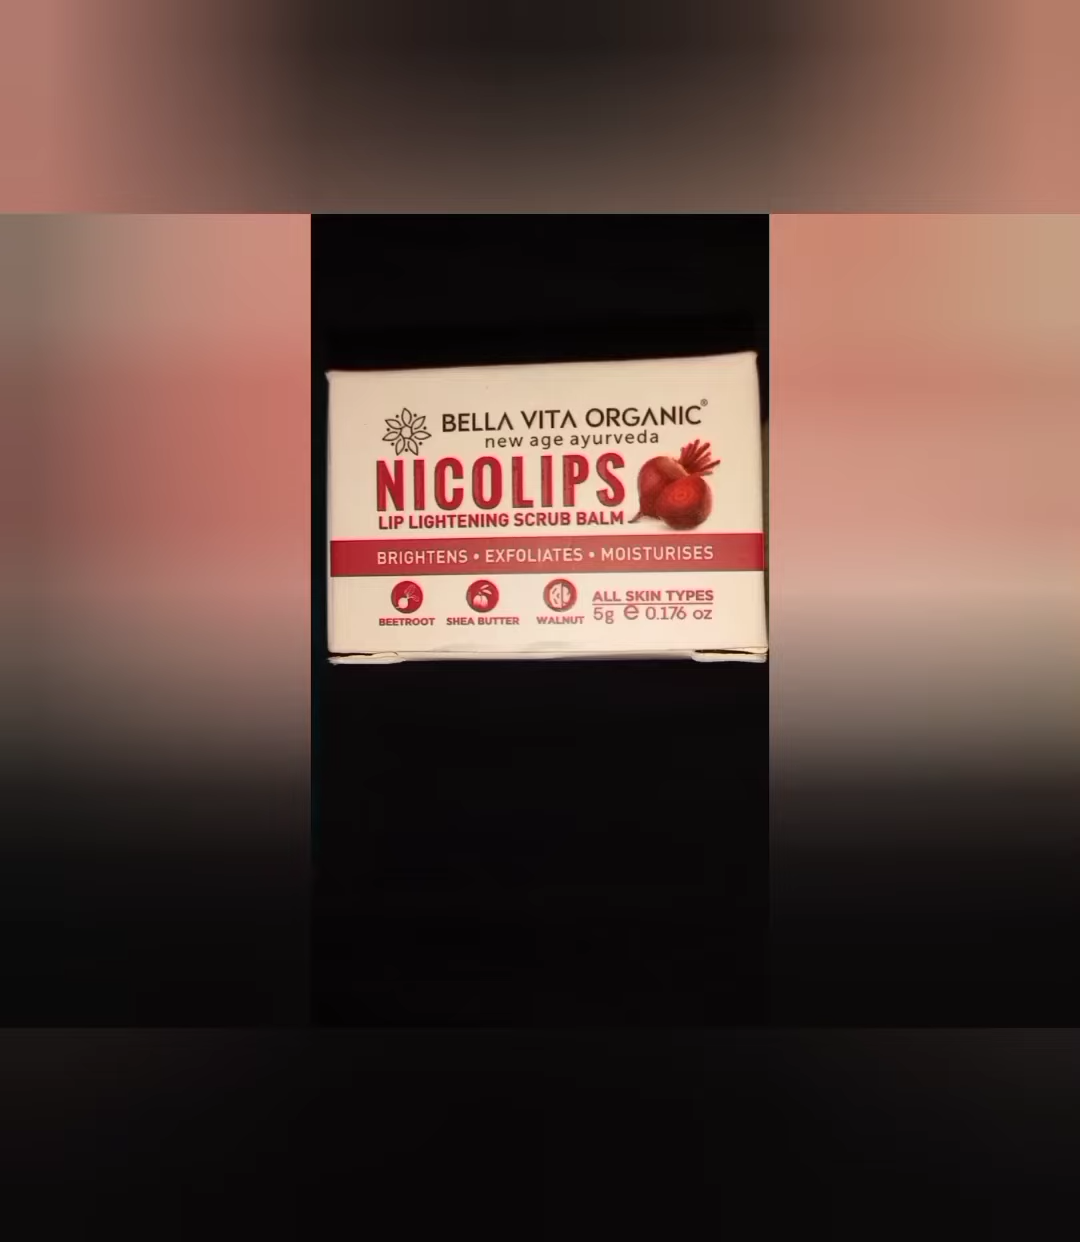 BELLA VITA ORGANIC®
new age ayurveda
NICOLIPS
LIP LIGHTENING SCRUB BALM
BRIGHTENS • EXFOLIATES • MOISTURISES
BEETROOT SHEA BUTTER WALNUT
ALL SKIN TYPES
5g ℮ 0.176 oz